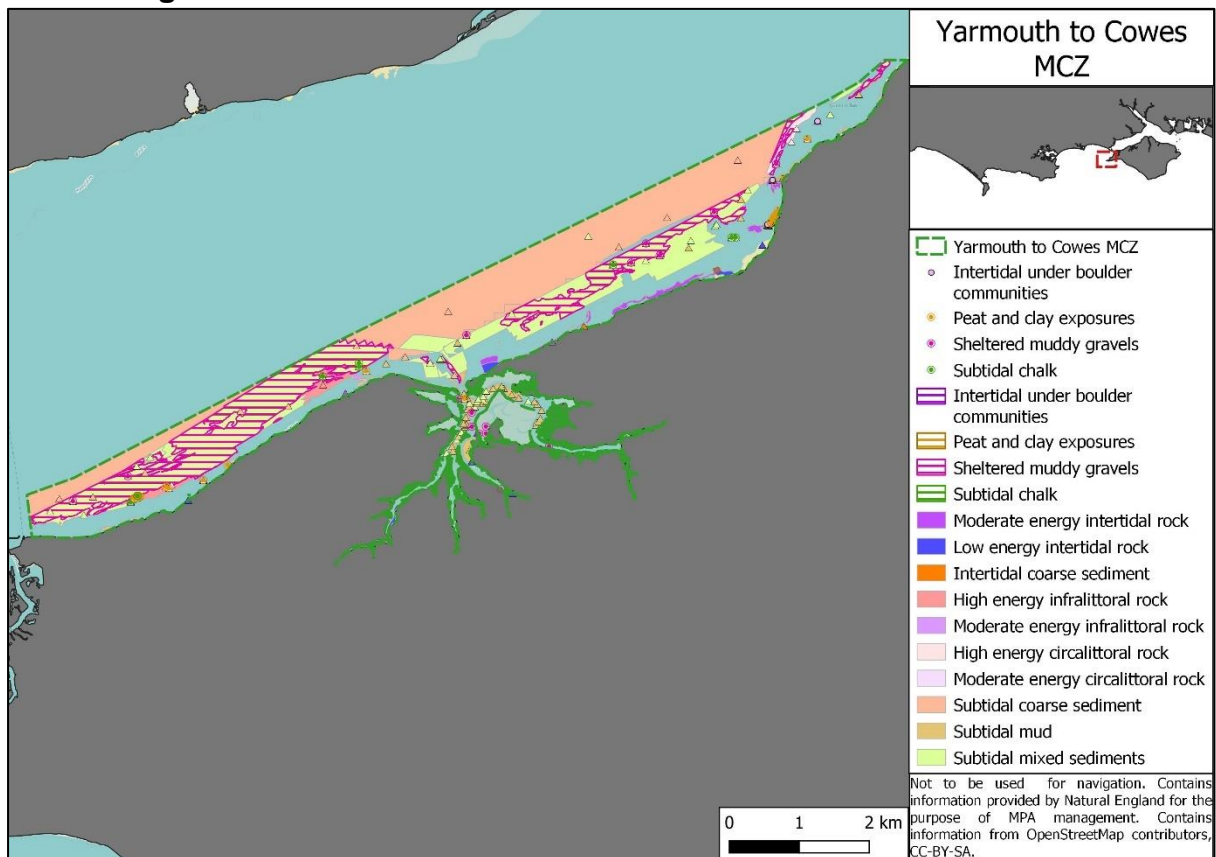 Yarmouth to Cowes
MCZ
Yarmouth to Cowes MCZ
Intertidal under boulder
communities
Peat and clay exposures
Sheltered muddy gravels
Subtidal chalk
Intertidal under boulder
communities
Peat and clay exposures
Sheltered muddy gravels
Subtidal chalk
Moderate energy intertidal rock
Low energy intertidal rock
Intertidal coarse sediment
High energy infralittoral rock
Moderate energy infralittoral rock
High energy circalittoral rock
Moderate energy circalittoral rock
Subtidal coarse sediment
Subtidal mud
Subtidal mixed sediments
Not to be used for navigation. Contains
information provided by Natural England for the
purpose of MPA management. Contains
information from OpenStreetMap contributors,
CC-BY-SA.
0 1 2 km